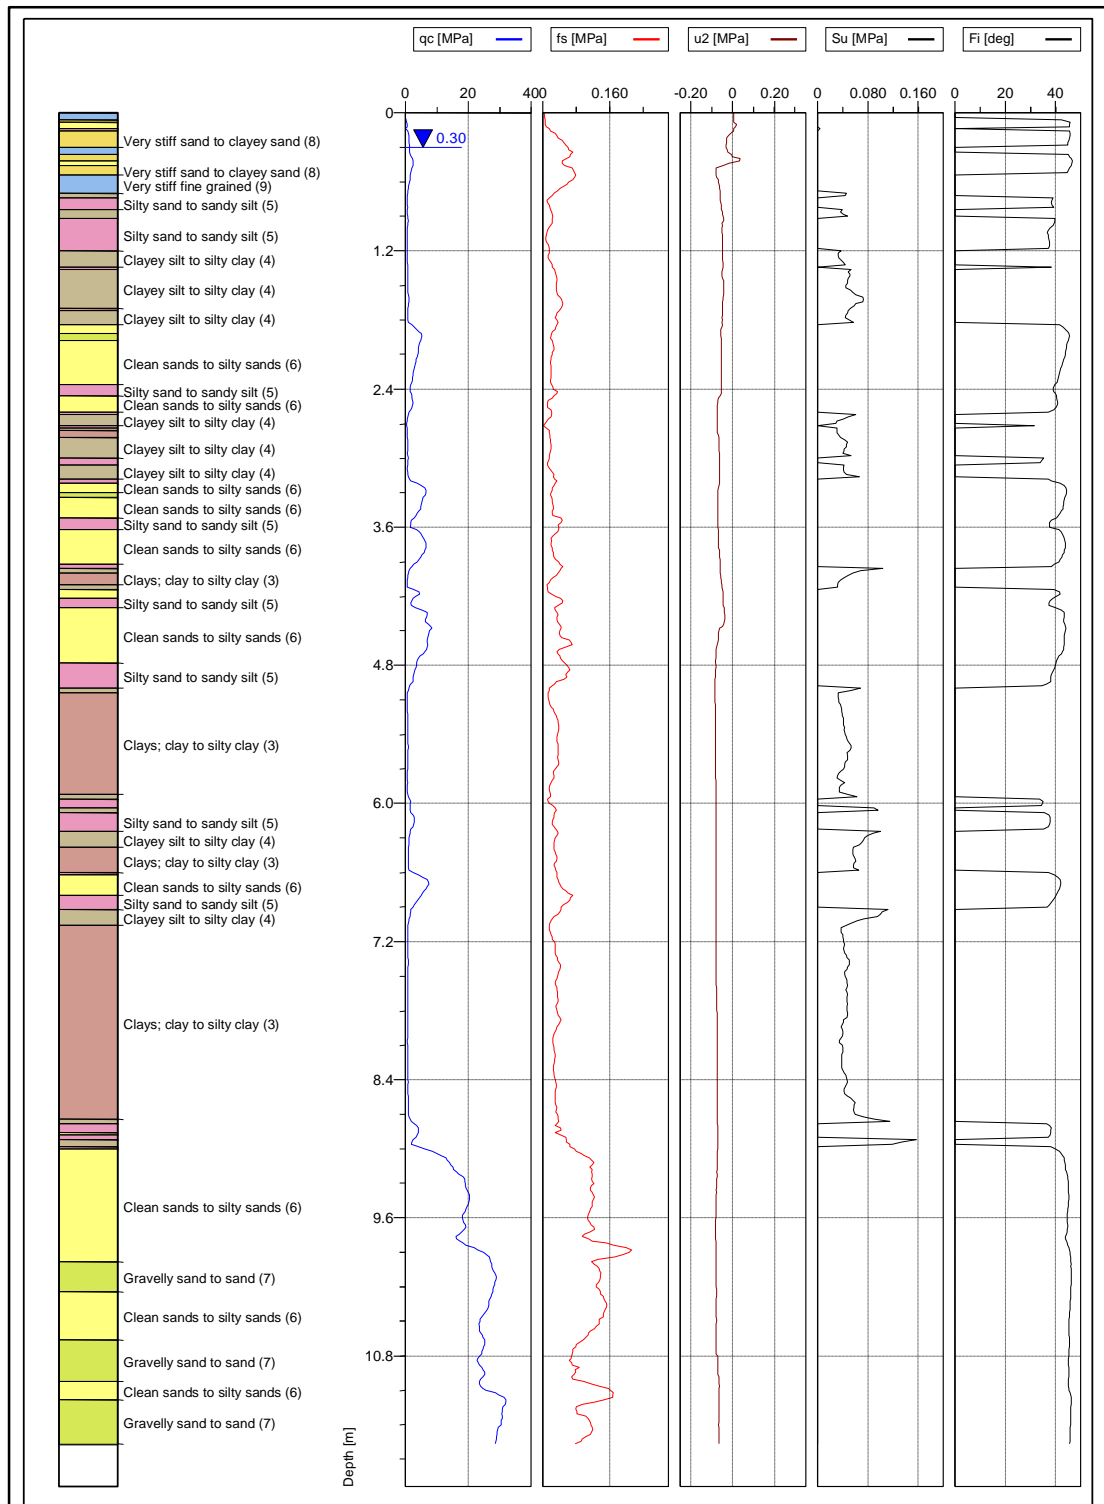 qc [MPa] fs [MPa] u2 [MPa] Su [MPa] Fi [deg]
0 20 40 0 0.160 -0.20 0 0.20 0 0.080 0.160 0 20 40
0
0.30
Very stiff sand to clayey sand (8)
Very stiff sand to clayey sand (8)
Very stiff fine grained (9)
Silty sand to sandy silt (5)
Silty sand to sandy silt (5)
1.2
Clayey silt to silty clay (4)
Clayey silt to silty clay (4)
Clayey silt to silty clay (4)
Clean sands to silty sands (6)
2.4
Silty sand to sandy silt (5)
Clean sands to silty sands (6)
Clayey silt to silty clay (4)
Clayey silt to silty clay (4)
Clayey silt to silty clay (4)
Clean sands to silty sands (6)
Clean sands to silty sands (6)
Silty sand to sandy silt (5)
3.6
Clean sands to silty sands (6)
Clays; clay to silty clay (3)
Silty sand to sandy silt (5)
Clean sands to silty sands (6)
4.8
Silty sand to sandy silt (5)
Clays; clay to silty clay (3)
6.0
Silty sand to sandy silt (5)
Clayey silt to silty clay (4)
Clays; clay to silty clay (3)
Clean sands to silty sands (6)
Silty sand to sandy silt (5)
Clayey silt to silty clay (4)
7.2
Clays; clay to silty clay (3)
8.4
Clean sands to silty sands (6)
9.6
Gravelly sand to sand (7)
Clean sands to silty sands (6)
10.8
Gravelly sand to sand (7)
Clean sands to silty sands (6)
Gravelly sand to sand (7)
Depth [m]